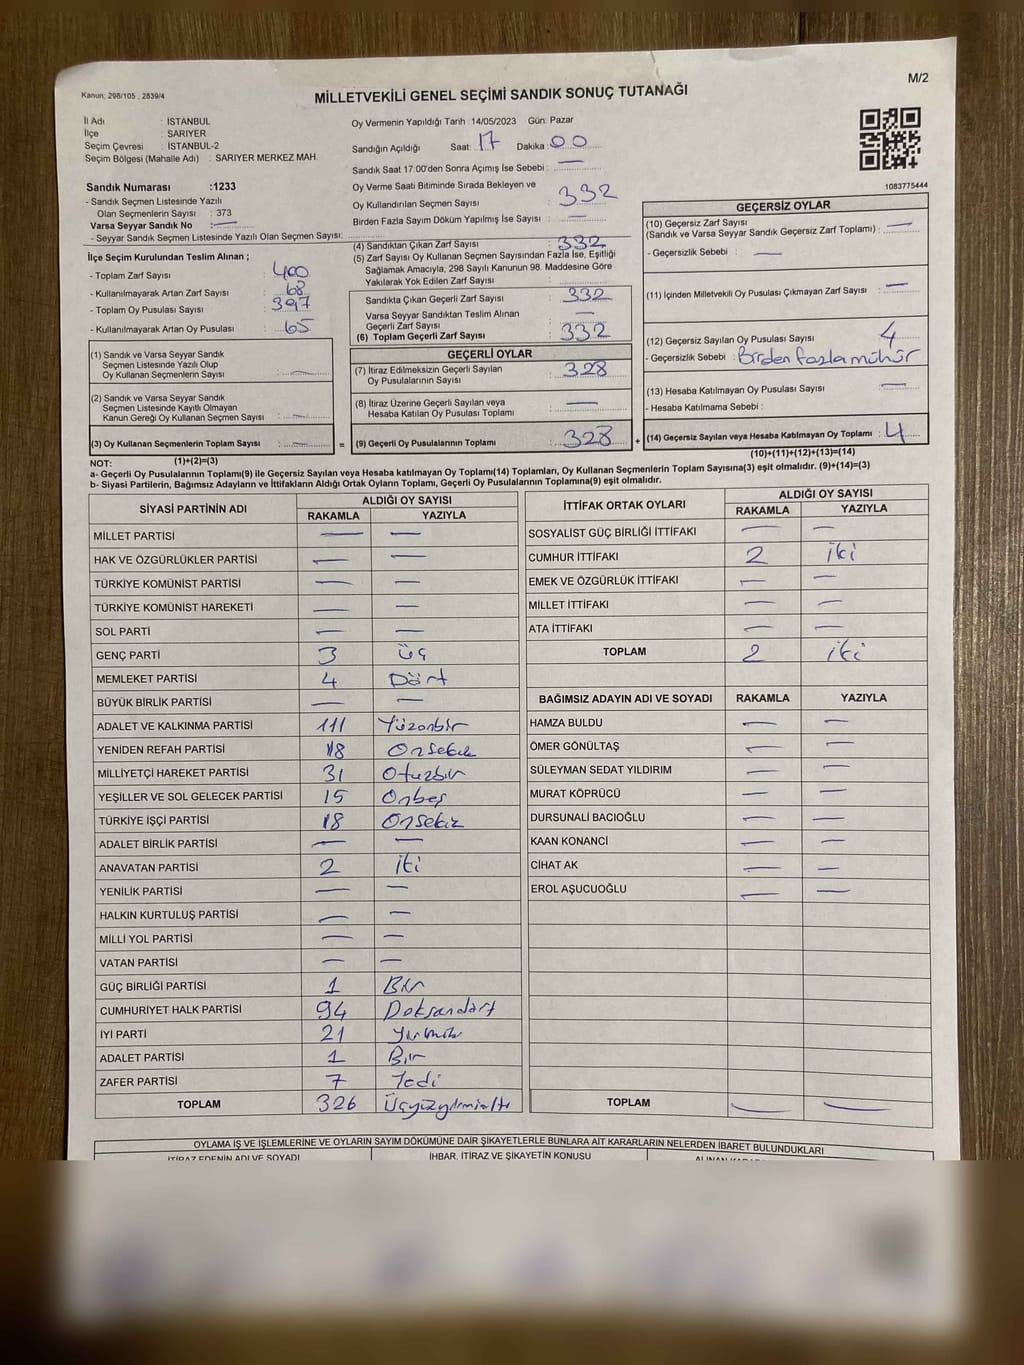 M/2
Kanun: 298/105 , 2839/4
MİLLETVEKİLİ GENEL SEÇİMİ SANDIK SONUÇ TUTANAĞI
İl Adı : İSTANBUL
İlçe : SARIYER
Seçim Çevresi : İSTANBUL-2
Seçim Bölgesi (Mahalle Adı) : SARIYER MERKEZ MAH.
Sandık Numarası :1233
- Sandık Seçmen Listesinde Yazılı
Olan Seçmenlerin Sayısı : 373
Varsa Seyyar Sandık No : —
- Seyyar Sandık Seçmen Listesinde Yazılı Olan Seçmen Sayısı:
İlçe Seçim Kurulundan Teslim Alınan ;
- Toplam Zarf Sayısı : 400
- Kullanılmayarak Artan Zarf Sayısı : 68
- Toplam Oy Pusulası Sayısı : 397
- Kullanılmayarak Artan Oy Pusulası : 65
(1) Sandık ve Varsa Seyyar Sandık
Seçmen Listesinde Yazılı Olup
Oy Kullanan Seçmenlerin Sayısı : —
(2) Sandık ve Varsa Seyyar Sandık
Seçmen Listesinde Kayıtlı Olmayan
Kanun Gereği Oy Kullanan Seçmen Sayısı : —
(3) Oy Kullanan Seçmenlerin Toplam Sayısı : — =
(1)+(2)=(3)
Oy Vermenin Yapıldığı Tarih :14/05/2023 Gün: Pazar
Sandığın Açıldığı Saat: 17 Dakika: 00
Sandık Saat 17:00'den Sonra Açımış İse Sebebi : —
Oy Verme Saati Bitiminde Sırada Bekleyen ve
Oy Kullandırılan Seçmen Sayısı : 332
Birden Fazla Sayım Döküm Yapılmış İse Sayısı : —
(4) Sandıktan Çıkan Zarf Sayısı : 332
(5) Zarf Sayısı Oy Kullanan Seçmen Sayısından Fazla İse, Eşitliği
Sağlamak Amacıyla, 298 Sayılı Kanunun 98. Maddesine Göre
Yakılarak Yok Edilen Zarf Sayısı :
Sandıkta Çıkan Geçerli Zarf Sayısı : 332
Varsa Seyyar Sandıktan Teslim Alınan
Geçerli Zarf Sayısı : —
(6) Toplam Geçerli Zarf Sayısı : 332
GEÇERLİ OYLAR
(7) İtiraz Edilmeksizin Geçerli Sayılan
Oy Pusulalarının Sayısı : 328
(8) İtiraz Üzerine Geçerli Sayılan veya
Hesaba Katılan Oy Pusulası Toplamı : —
(9) Geçerli Oy Pusulalarının Toplamı : 328 +
1083775444
GEÇERSİZ OYLAR
(10) Geçersiz Zarf Sayısı
(Sandık ve Varsa Seyyar Sandık Geçersiz Zarf Toplamı) : —
- Geçersizlik Sebebi : —
(11) İçinden Milletvekili Oy Pusulası Çıkmayan Zarf Sayısı : —
(12) Geçersiz Sayılan Oy Pusulası Sayısı : 4
- Geçersizlik Sebebi : Birden fazla mühür
(13) Hesaba Katılmayan Oy Pusulası Sayısı : —
- Hesaba Katılmama Sebebi :
(14) Geçersiz Sayılan veya Hesaba Katılmayan Oy Toplamı : 4
(10)+(11)+(12)+(13)=(14)
NOT:
a- Geçerli Oy Pusulalarının Toplamı(9) ile Geçersiz Sayılan veya Hesaba katılmayan Oy Toplamı(14) Toplamları, Oy Kullanan Seçmenlerin Toplam Sayısına(3) eşit olmalıdır. (9)+(14)=(3)
b- Siyasi Partilerin, Bağımsız Adayların ve İttifakların Aldığı Ortak Oyların Toplamı, Geçerli Oy Pusulalarının Toplamına(9) eşit olmalıdır.
SİYASİ PARTİNİN ADI ALDIĞI OY SAYISI
RAKAMLA YAZIYLA
MİLLET PARTİSİ — —
HAK VE ÖZGÜRLÜKLER PARTİSİ — —
TÜRKİYE KOMÜNİST PARTİSİ — —
TÜRKİYE KOMÜNİST HAREKETİ — —
SOL PARTİ — —
GENÇ PARTİ 3 Üç
MEMLEKET PARTİSİ 4 Dört
BÜYÜK BİRLİK PARTİSİ — —
ADALET VE KALKINMA PARTİSİ 111 Yüzonbir
YENİDEN REFAH PARTİSİ 18 Onsekiz
MİLLİYETÇİ HAREKET PARTİSİ 31 Otuzbir
YEŞİLLER VE SOL GELECEK PARTİSİ 15 Onbeş
TÜRKİYE İŞÇİ PARTİSİ 18 Onsekiz
ADALET BİRLİK PARTİSİ — —
ANAVATAN PARTİSİ 2 iki
YENİLİK PARTİSİ — —
HALKIN KURTULUŞ PARTİSİ — —
MİLLİ YOL PARTİSİ — —
VATAN PARTİSİ — —
GÜÇ BİRLİĞİ PARTİSİ 1 Bir
CUMHURİYET HALK PARTİSİ 94 Doksandört
İYİ PARTİ 21 Yirmibir
ADALET PARTİSİ 1 Bir
ZAFER PARTİSİ 7 Yedi
TOPLAM 326 Üçyüzyirmialtı
İTTİFAK ORTAK OYLARI ALDIĞI OY SAYISI
RAKAMLA YAZIYLA
SOSYALİST GÜÇ BİRLİĞİ İTTİFAKI — —
CUMHUR İTTİFAKI 2 iki
EMEK VE ÖZGÜRLÜK İTTİFAKI — —
MİLLET İTTİFAKI — —
ATA İTTİFAKI — —
TOPLAM 2 iki
BAĞIMSIZ ADAYIN ADI VE SOYADI RAKAMLA YAZIYLA
HAMZA BULDU — —
ÖMER GÖNÜLTAŞ — —
SÜLEYMAN SEDAT YILDIRIM — —
MURAT KÖPRÜCÜ — —
DURSUNALİ BACIOĞLU — —
KAAN KONANCİ — —
CİHAT AK — —
EROL AŞUCUOĞLU — —
TOPLAM — —
OYLAMA İŞ VE İŞLEMLERİNE VE OYLARIN SAYIM DÖKÜMÜNE DAİR ŞİKAYETLERLE BUNLARA AİT KARARLARIN NELERDEN İBARET BULUNDUKLARI
İTİRAZ EDENİN ADI VE SOYADI İHBAR, İTİRAZ VE ŞİKAYETİN KONUSU